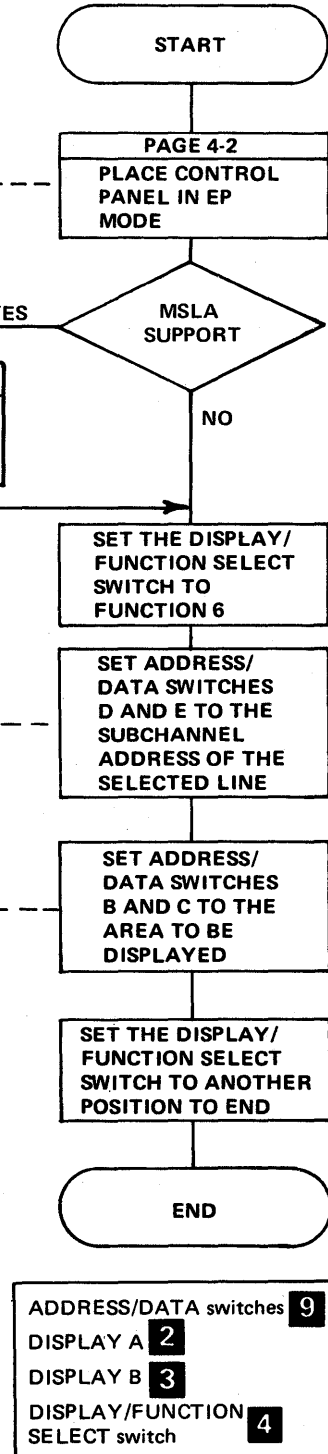 START
PAGE 4-2
PLACE CONTROL
PANEL IN EP
MODE
MSLA
SUPPORT
NO
SET THE DISPLAY/
FUNCTION SELECT
SWITCH TO
FUNCTION 6
SET ADDRESS/
DATA SWITCHES
D AND E TO THE
SUBCHANNEL
ADDRESS OF THE
SELECTED LINE
SET ADDRESS/
DATA SWITCHES
B AND C TO THE
AREA TO BE
DISPLAYED
SET THE DISPLAY/
FUNCTION SELECT
SWITCH TO ANOTHER
POSITION TO END
END
ADDRESS/DATA switches 9
DISPLAY A 2
DISPLAY B 3
DISPLAY/FUNCTION 4
SELECT switch